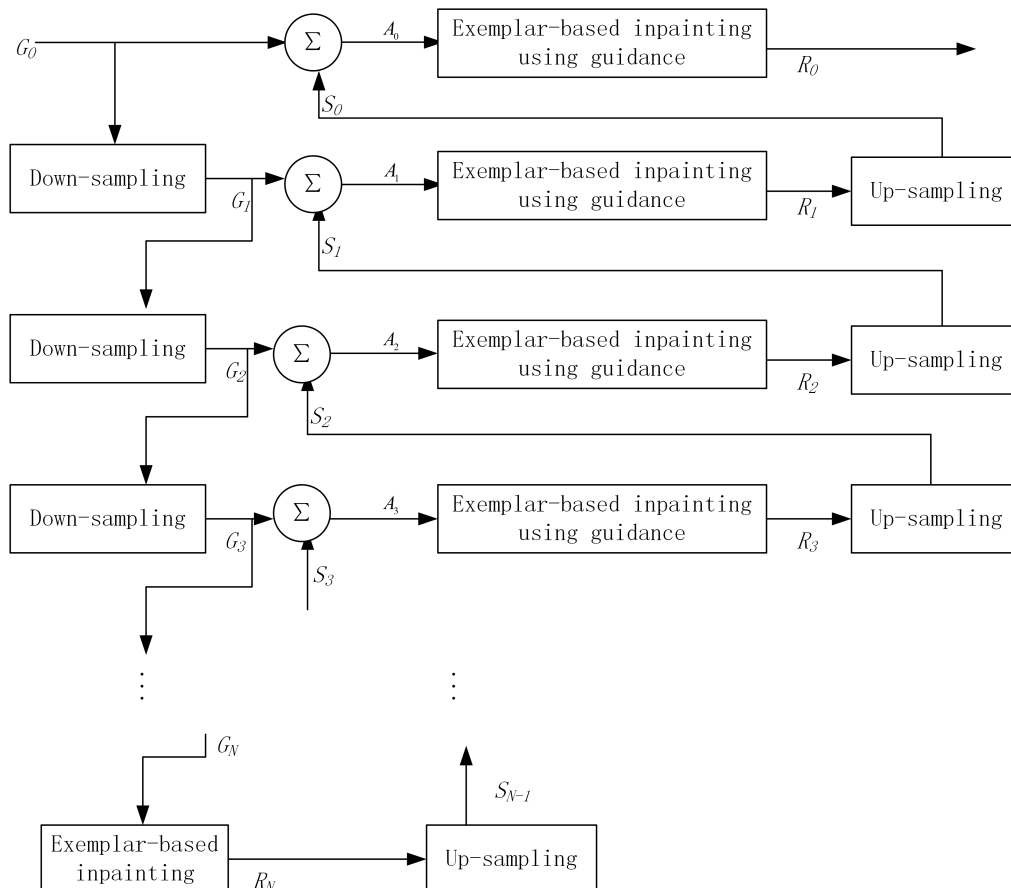 G0
Σ
A0
Exemplar-based inpainting
using guidance
R0
S0
Down-sampling
G1
Σ
A1
Exemplar-based inpainting
using guidance
R1
Up-sampling
S1
Down-sampling
G2
Σ
A2
Exemplar-based inpainting
using guidance
R2
Up-sampling
S2
Down-sampling
G3
Σ
A3
Exemplar-based inpainting
using guidance
R3
Up-sampling
S3
⋮
⋮
GN
SN-1
Exemplar-based
inpainting
RN
Up-sampling